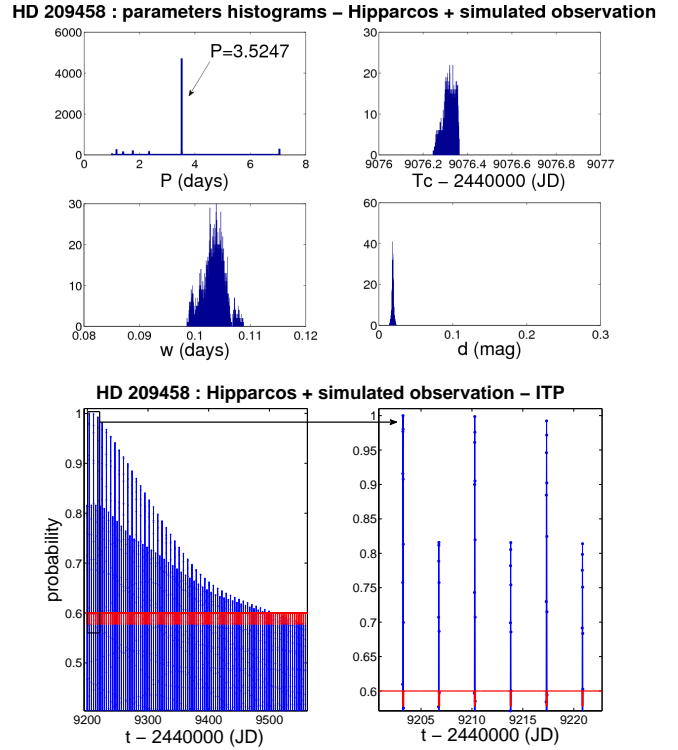 HD 209458 : parameters histograms − Hipparcos + simulated observation
6000
4000
2000
0
P=3.5247
0 2 4 6 8
P (days)
30
20
10
0
9076 9076.2 9076.4 9076.6 9076.8 9077
Tc − 2440000 (JD)
30
20
10
0
0.08 0.09 0.1 0.11 0.12
w (days)
60
40
20
0
0 0.1 0.2 0.3
d (mag)
HD 209458 : Hipparcos + simulated observation − ITP
probability
1
0.9
0.8
0.7
0.6
0.5
9200 9300 9400 9500
t − 2440000 (JD)
1
0.95
0.9
0.85
0.8
0.75
0.7
0.65
0.6
9205 9210 9215 9220
t − 2440000 (JD)